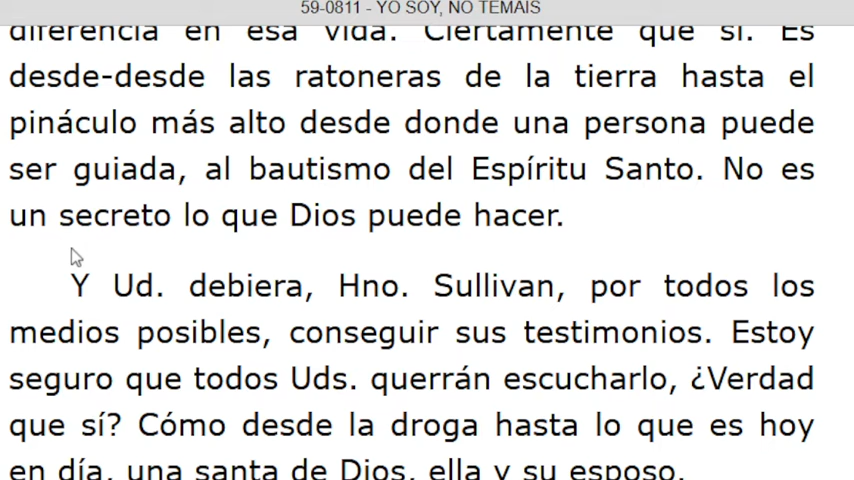 59-0811 - YO SOY, NO TEMAIS
diferencia en esa vida. Ciertamente que sí. Es
desde-desde las ratoneras de la tierra hasta el
pináculo más alto desde donde una persona puede
ser guiada, al bautismo del Espíritu Santo. No es
un secreto lo que Dios puede hacer.
Y Ud. debiera, Hno. Sullivan, por todos los
medios posibles, conseguir sus testimonios. Estoy
seguro que todos Uds. querrán escucharlo, ¿Verdad
que sí? Cómo desde la droga hasta lo que es hoy
en día, una santa de Dios, ella y su esposo.